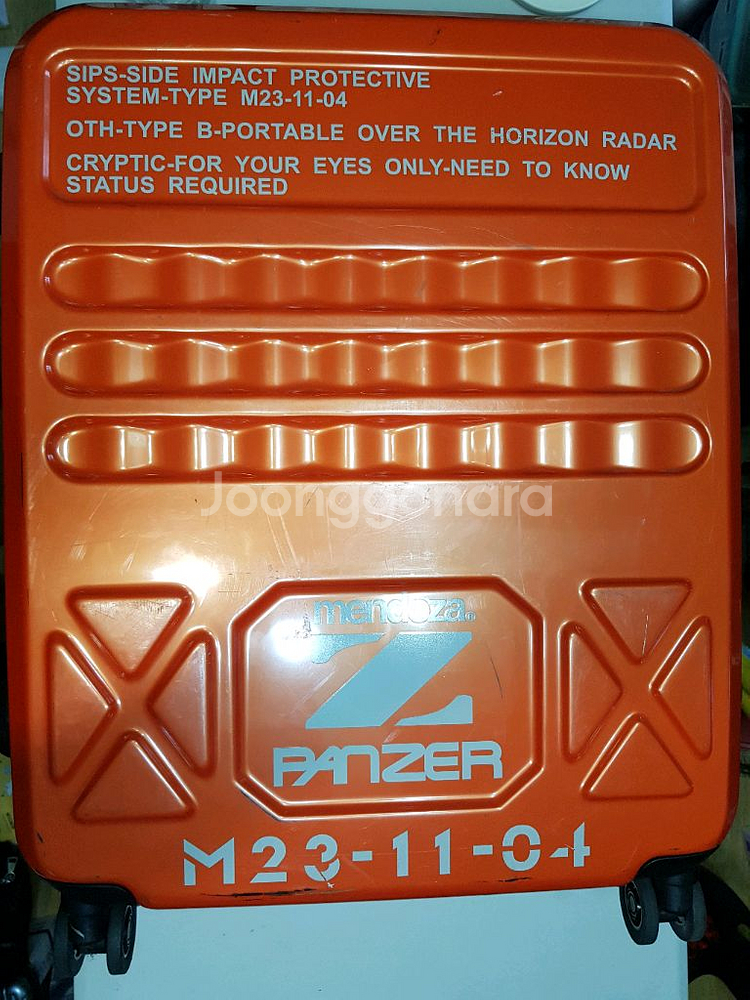 SIPS-SIDE IMPACT PROTECTIVE
SYSTEM-TYPE M23-11-04
OTH-TYPE B-PORTABLE OVER THE HORIZON RADAR
CRYPTIC-FOR YOUR EYES ONLY-NEED TO KNOW
STATUS REQUIRED
Joonggonara
mendoza®
Z
PANZER
M23-11-04